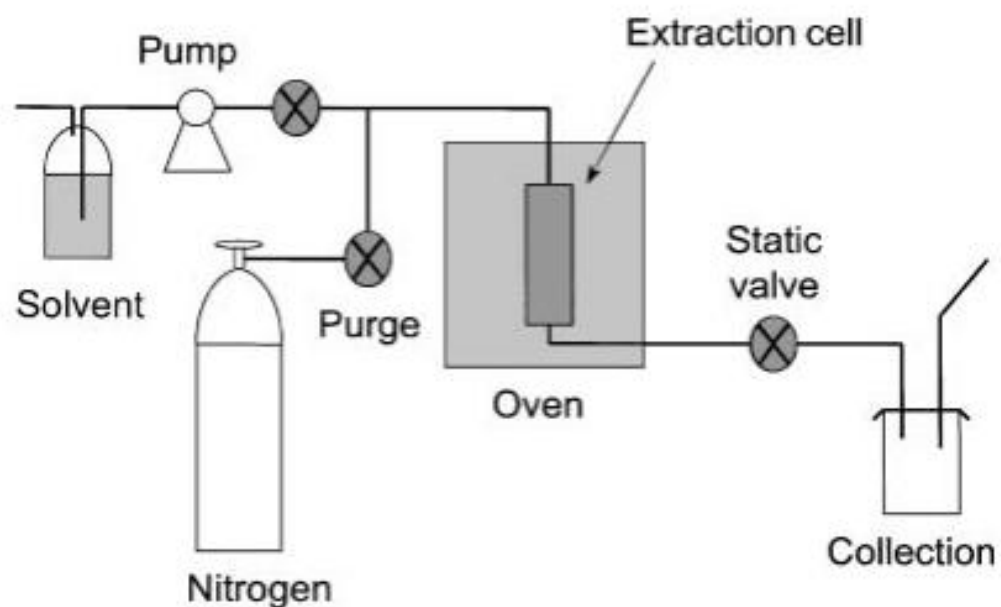 Extraction cell
Pump
Static
valve
Solvent
Purge
Oven
Nitrogen
Collection